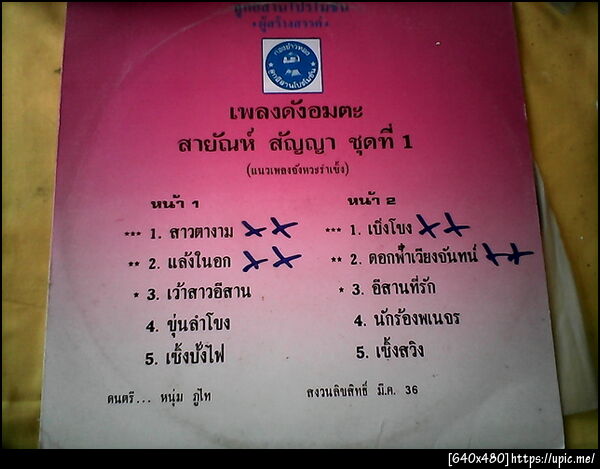 • ผู้สร้างสารคดี •
เพลงดังอมตะ
สายัณห์ สัญญา ชุดที่ 1
(แนวเพลงจังหวะรำเซิ้ง)
หน้า 1
*** 1. สาวตางาม
** 2. แล้งในอก
* 3. เว้าสาวอีสาน
4. ขุ่นลำโขง
5. เซิ้งบั้งไฟ
หน้า 2
*** 1. เบิ่งโขง
** 2. ดอกฟ้าเวียงจันทน์
* 3. อีสานที่รัก
4. นักร้องพเนจร
5. เซิ้งสวิง
ดนตรี... หนุ่ม ภูไท
สงวนลิขสิทธิ์ มี.ค. 36
[640x480]https://upic.me/